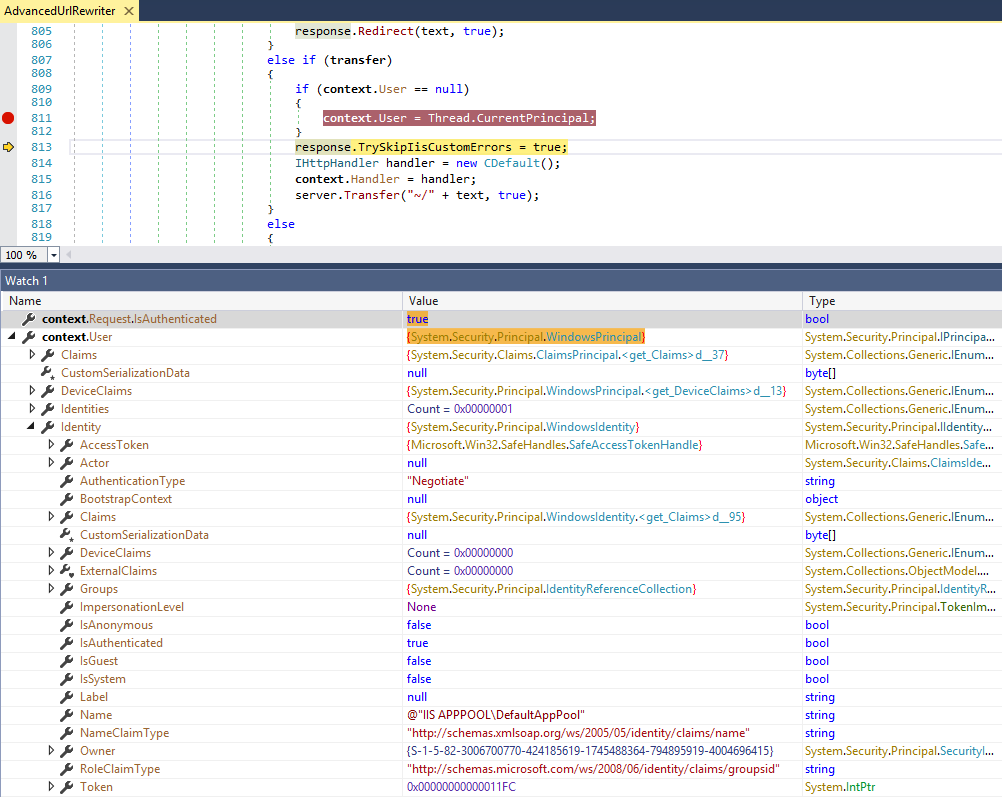 AdvancedUrlRewriter
805 response.Redirect(text, true);
806 }
807 else if (transfer)
808 {
809 if (context.User == null)
810 {
811 context.User = Thread.CurrentPrincipal;
812 }
813 response.TrySkipIisCustomErrors = true;
814 IHttpHandler handler = new CDefault();
815 context.Handler = handler;
816 server.Transfer("~/" + text, true);
817 }
818 else
819 {
100 %
Watch 1
Name Value Type
context.Request.IsAuthenticated true bool
context.User {System.Security.Principal.WindowsPrincipal} System.Security.Principal.IPrincipa...
Claims {System.Security.Claims.ClaimsPrincipal.<get_Claims>d__37} System.Collections.Generic.IEnum...
CustomSerializationData null byte[]
DeviceClaims {System.Security.Principal.WindowsPrincipal.<get_DeviceClaims>d__13} System.Collections.Generic.IEnum...
Identities Count = 0x00000001 System.Collections.Generic.IEnum...
Identity {System.Security.Principal.WindowsIdentity} System.Security.Principal.IIdentity...
AccessToken {Microsoft.Win32.SafeHandles.SafeAccessTokenHandle} Microsoft.Win32.SafeHandles.Safe...
Actor null System.Security.Claims.ClaimsIde...
AuthenticationType "Negotiate" string
BootstrapContext null object
Claims {System.Security.Principal.WindowsIdentity.<get_Claims>d__95} System.Collections.Generic.IEnum...
CustomSerializationData null byte[]
DeviceClaims Count = 0x00000000 System.Collections.Generic.IEnum...
ExternalClaims Count = 0x00000000 System.Collections.ObjectModel....
Groups {System.Security.Principal.IdentityReferenceCollection} System.Security.Principal.IdentityR...
ImpersonationLevel None System.Security.Principal.TokenIm...
IsAnonymous false bool
IsAuthenticated true bool
IsGuest false bool
IsSystem false bool
Label null string
Name @"IIS APPPOOL\DefaultAppPool" string
NameClaimType "http://schemas.xmlsoap.org/ws/2005/05/identity/claims/name" string
Owner {S-1-5-82-3006700770-424185619-1745488364-794895919-4004696415} System.Security.Principal.SecurityI...
RoleClaimType "http://schemas.microsoft.com/ws/2008/06/identity/claims/groupsid" string
Token 0x00000000000011FC System.IntPtr